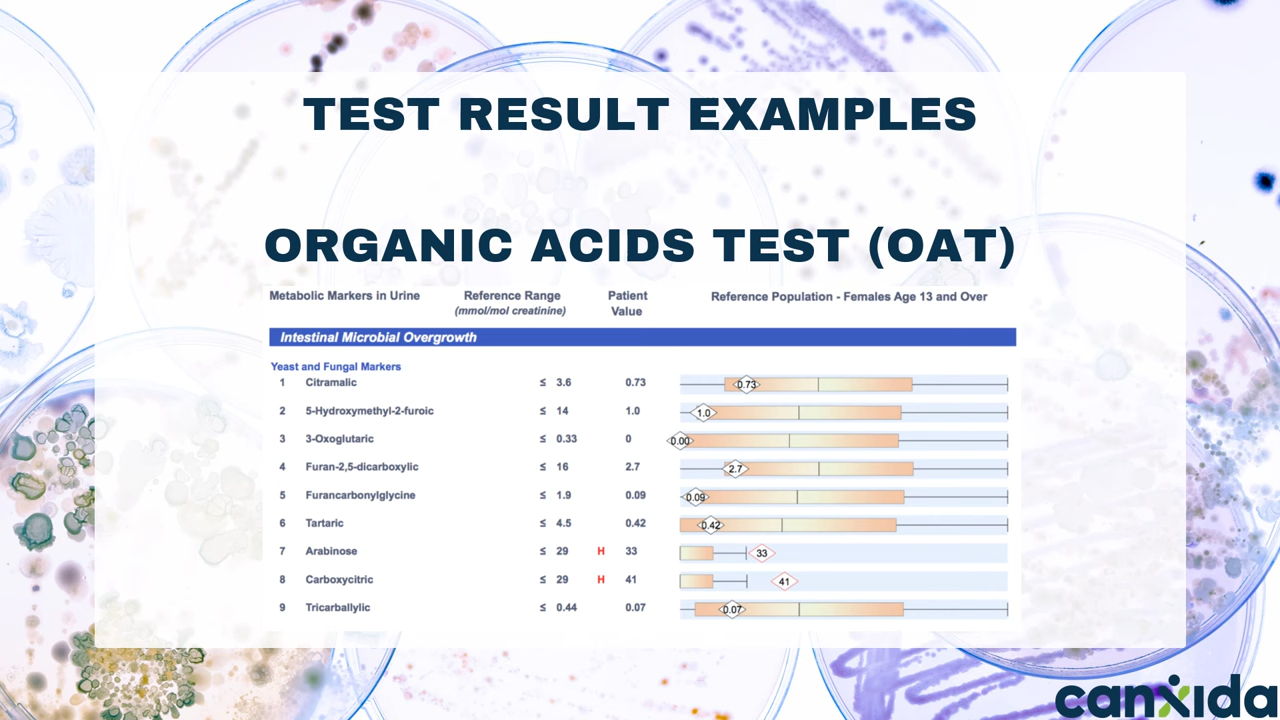 TEST RESULT EXAMPLES
ORGANIC ACIDS TEST (OAT)
Metabolic Markers in Urine Reference Range Patient Reference Population - Females Age 13 and Over
(mmol/mol creatinine) Value
Intestinal Microbial Overgrowth
Yeast and Fungal Markers
1 Citramalic ≤ 3.6 0.73 0.73
2 5-Hydroxymethyl-2-furoic ≤ 14 1.0 1.0
3 3-Oxoglutaric ≤ 0.33 0 0.00
4 Furan-2,5-dicarboxylic ≤ 16 2.7 2.7
5 Furancarbonylglycine ≤ 1.9 0.09 0.09
6 Tartaric ≤ 4.5 0.42 0.42
7 Arabinose ≤ 29 H 33 33
8 Carboxycitric ≤ 29 H 41 41
9 Tricarballylic ≤ 0.44 0.07 0.07
canxida